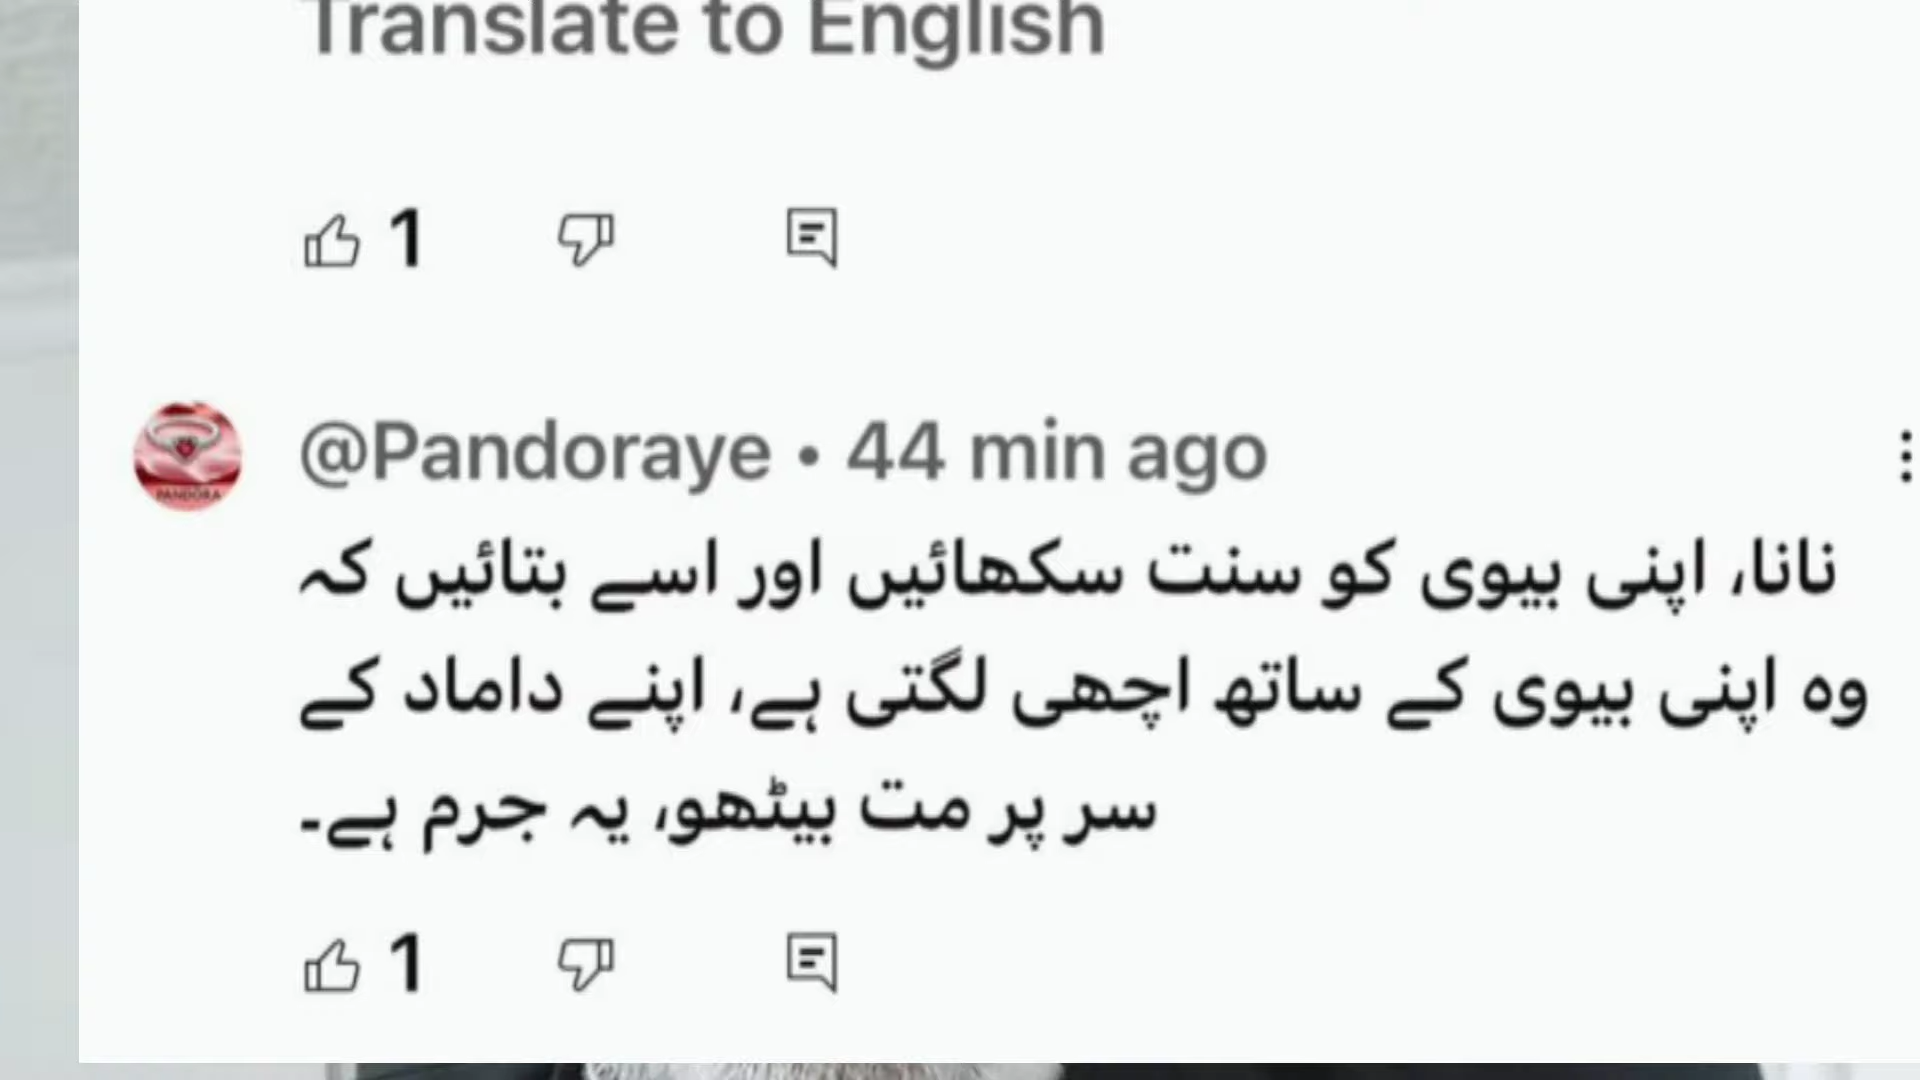 Translate to English
1
@Pandoraye • 44 min ago
نانا، اپنی بیوی کو سنت سکھائیں اور اسے بتائیں کہ
وہ اپنی بیوی کے ساتھ اچھی لگتی ہے، اپنے داماد کے
سر پر مت بیٹھو، یہ جرم ہے۔
1
PANDORA